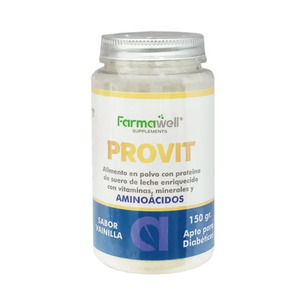 Farmawell®
SUPPLEMENTS
PROVIT
Alimento en polvo con proteína
de suero de leche enriquecido
con vitaminas, minerales y
AMINOÁCIDOS
SABOR
VAINILLA
a
150 gr.
Apto para
Diabéticos